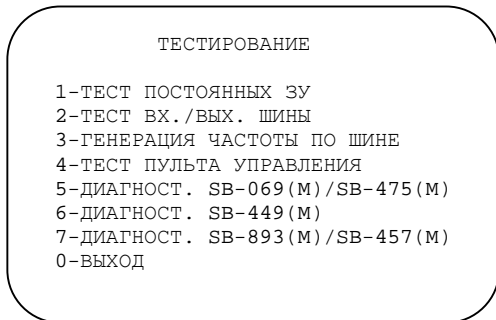 ТЕСТИРОВАНИЕ
1-ТЕСТ ПОСТОЯННЫХ ЗУ
2-ТЕСТ ВХ./ВЫХ. ШИНЫ
3-ГЕНЕРАЦИЯ ЧАСТОТЫ ПО ШИНЕ
4-ТЕСТ ПУЛЬТА УПРАВЛЕНИЯ
5-ДИАГНОСТ. SB-069(M)/SB-475(M)
6-ДИАГНОСТ. SB-449(M)
7-ДИАГНОСТ. SB-893(M)/SB-457(M)
0-ВЫХОД